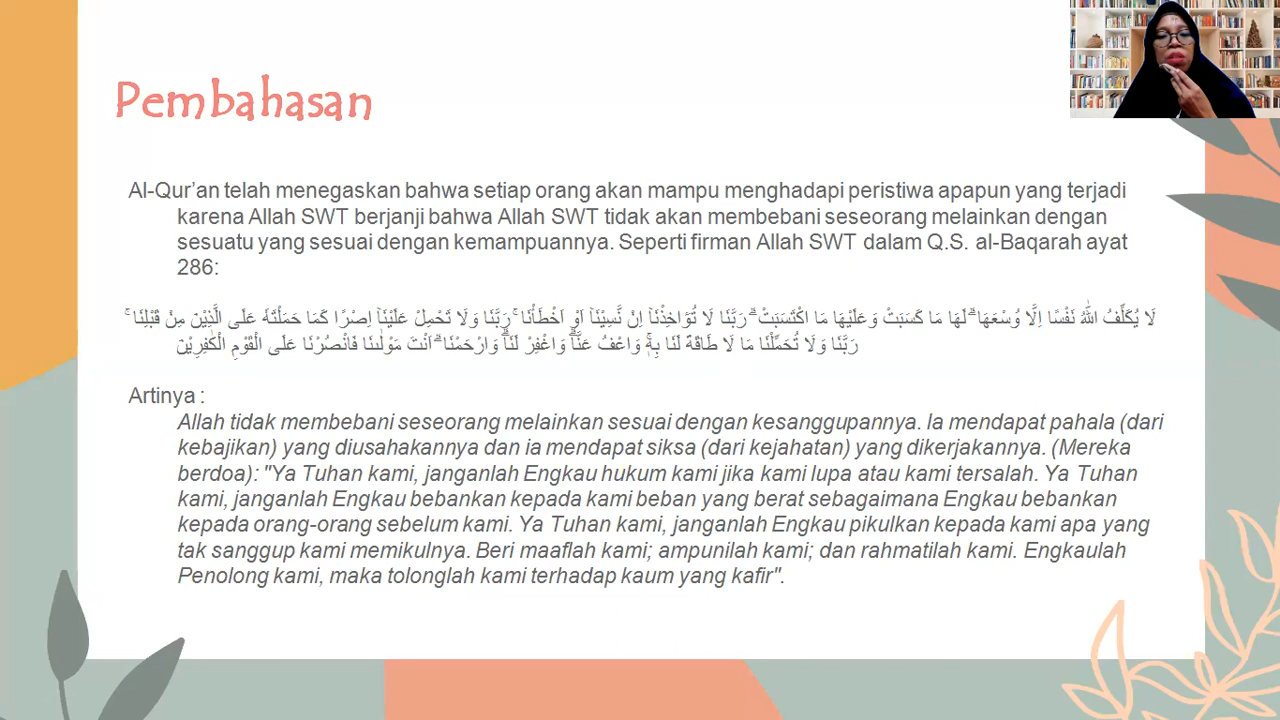 Pembahasan
Al-Qur'an telah menegaskan bahwa setiap orang akan mampu menghadapi peristiwa apapun yang terjadi
karena Allah SWT berjanji bahwa Allah SWT tidak akan membebani seseorang melainkan dengan
sesuatu yang sesuai dengan kemampuannya. Seperti firman Allah SWT dalam Q.S. al-Baqarah ayat
286:
لَا يُكَلِّفُ اللّٰهُ نَفْسًا اِلَّا وُسْعَهَا ۗ لَهَا مَا كَسَبَتْ وَعَلَيْهَا مَا اكْتَسَبَتْ ۗ رَبَّنَا لَا تُؤَاخِذْنَآ اِنْ نَّسِيْنَآ اَوْ اَخْطَأْنَا ۚ رَبَّنَا وَلَا تَحْمِلْ عَلَيْنَآ اِصْرًا كَمَا حَمَلْتَهٗ عَلَى الَّذِيْنَ مِنْ قَبْلِنَا ۚ
رَبَّنَا وَلَا تُحَمِّلْنَا مَا لَا طَاقَةَ لَنَا بِهٖۚ وَاعْفُ عَنَّاۗ وَاغْفِرْ لَنَاۗ وَارْحَمْنَا ۗ اَنْتَ مَوْلٰىنَا فَانْصُرْنَا عَلَى الْقَوْمِ الْكٰفِرِيْنَ
Artinya :
Allah tidak membebani seseorang melainkan sesuai dengan kesanggupannya. Ia mendapat pahala (dari
kebajikan) yang diusahakannya dan ia mendapat siksa (dari kejahatan) yang dikerjakannya. (Mereka
berdoa): "Ya Tuhan kami, janganlah Engkau hukum kami jika kami lupa atau kami tersalah. Ya Tuhan
kami, janganlah Engkau bebankan kepada kami beban yang berat sebagaimana Engkau bebankan
kepada orang-orang sebelum kami. Ya Tuhan kami, janganlah Engkau pikulkan kepada kami apa yang
tak sanggup kami memikulnya. Beri maaflah kami; ampunilah kami; dan rahmatilah kami. Engkaulah
Penolong kami, maka tolonglah kami terhadap kaum yang kafir".